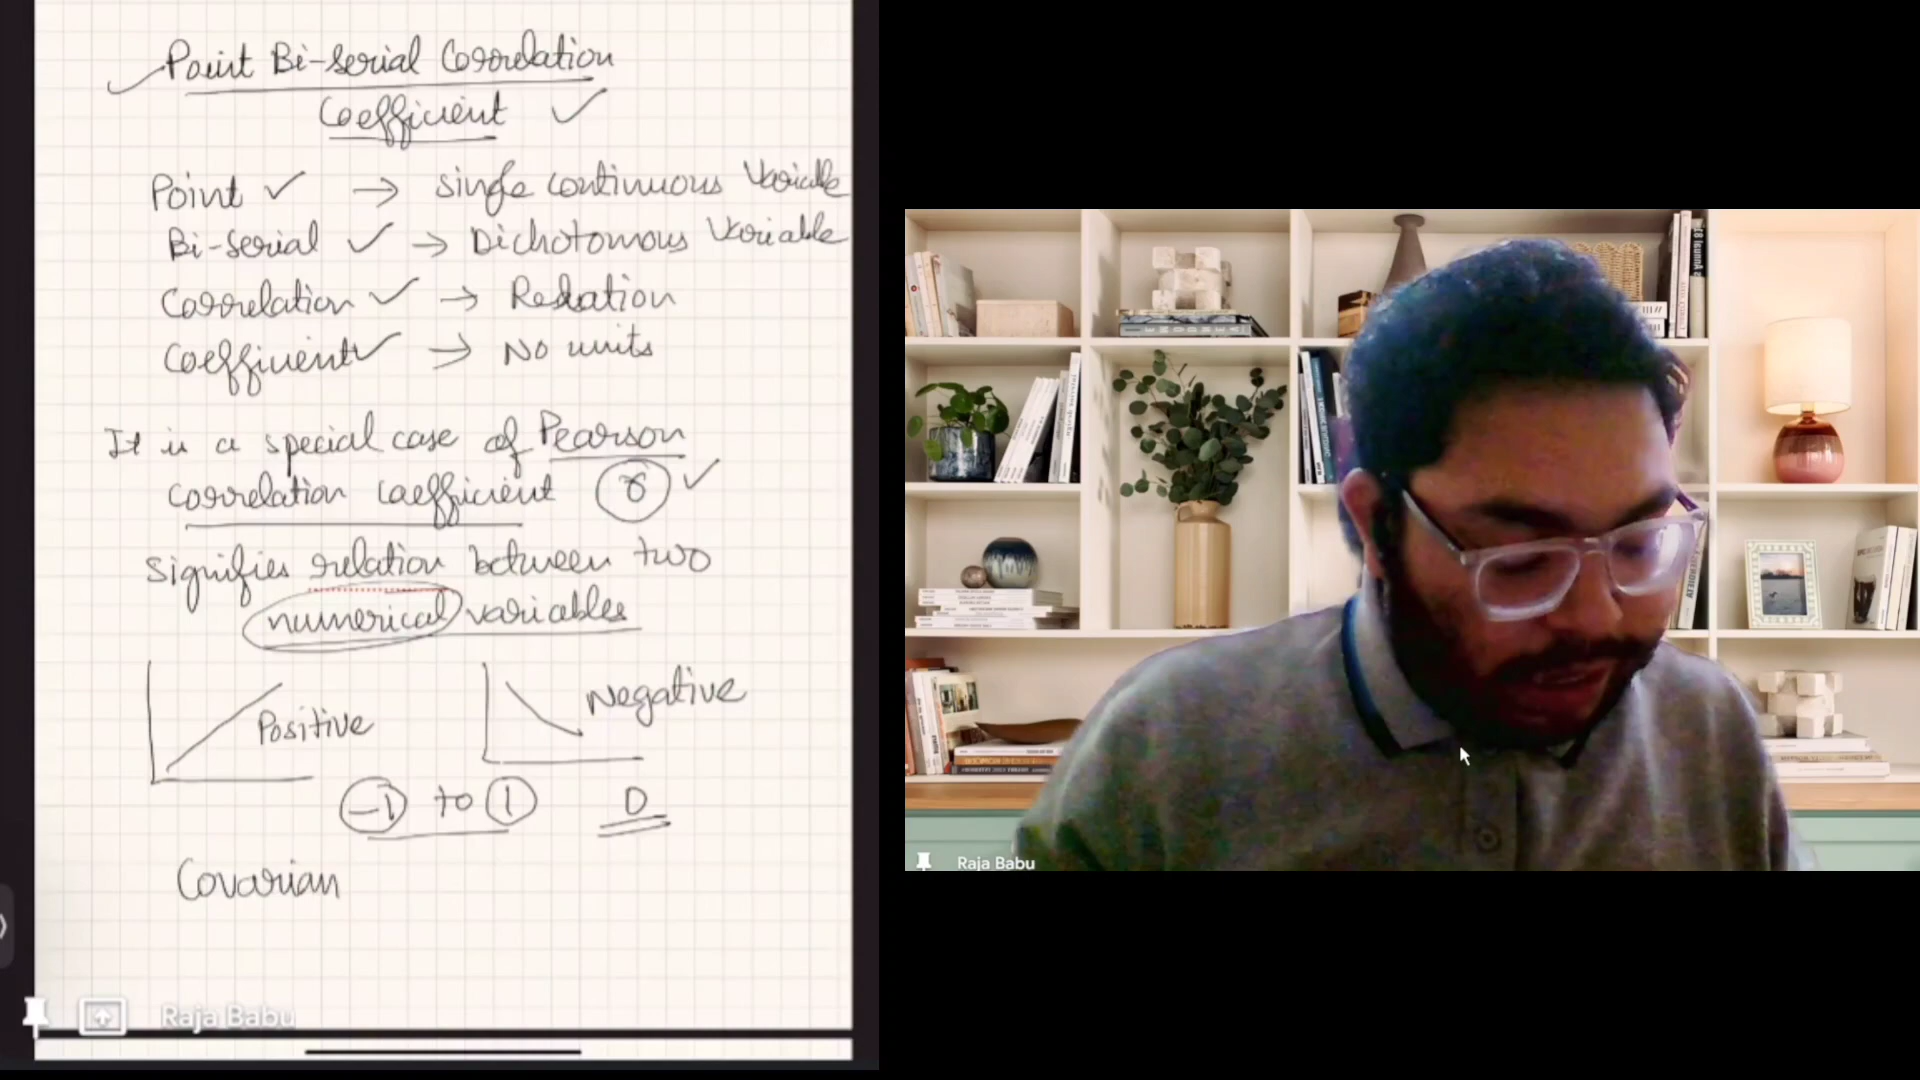 Point Bi-serial Correlation
Coefficient
Point → single continuous Variable
Bi-serial → Dichotomous Variable
Correlation → Relation
Coefficient → No units
It is a special case of Pearson
correlation coefficient r
signifies relation between two
numerical variables
Positive
Negative
-1 to 1 0
Covarian
Raja Babu
Raja Babu